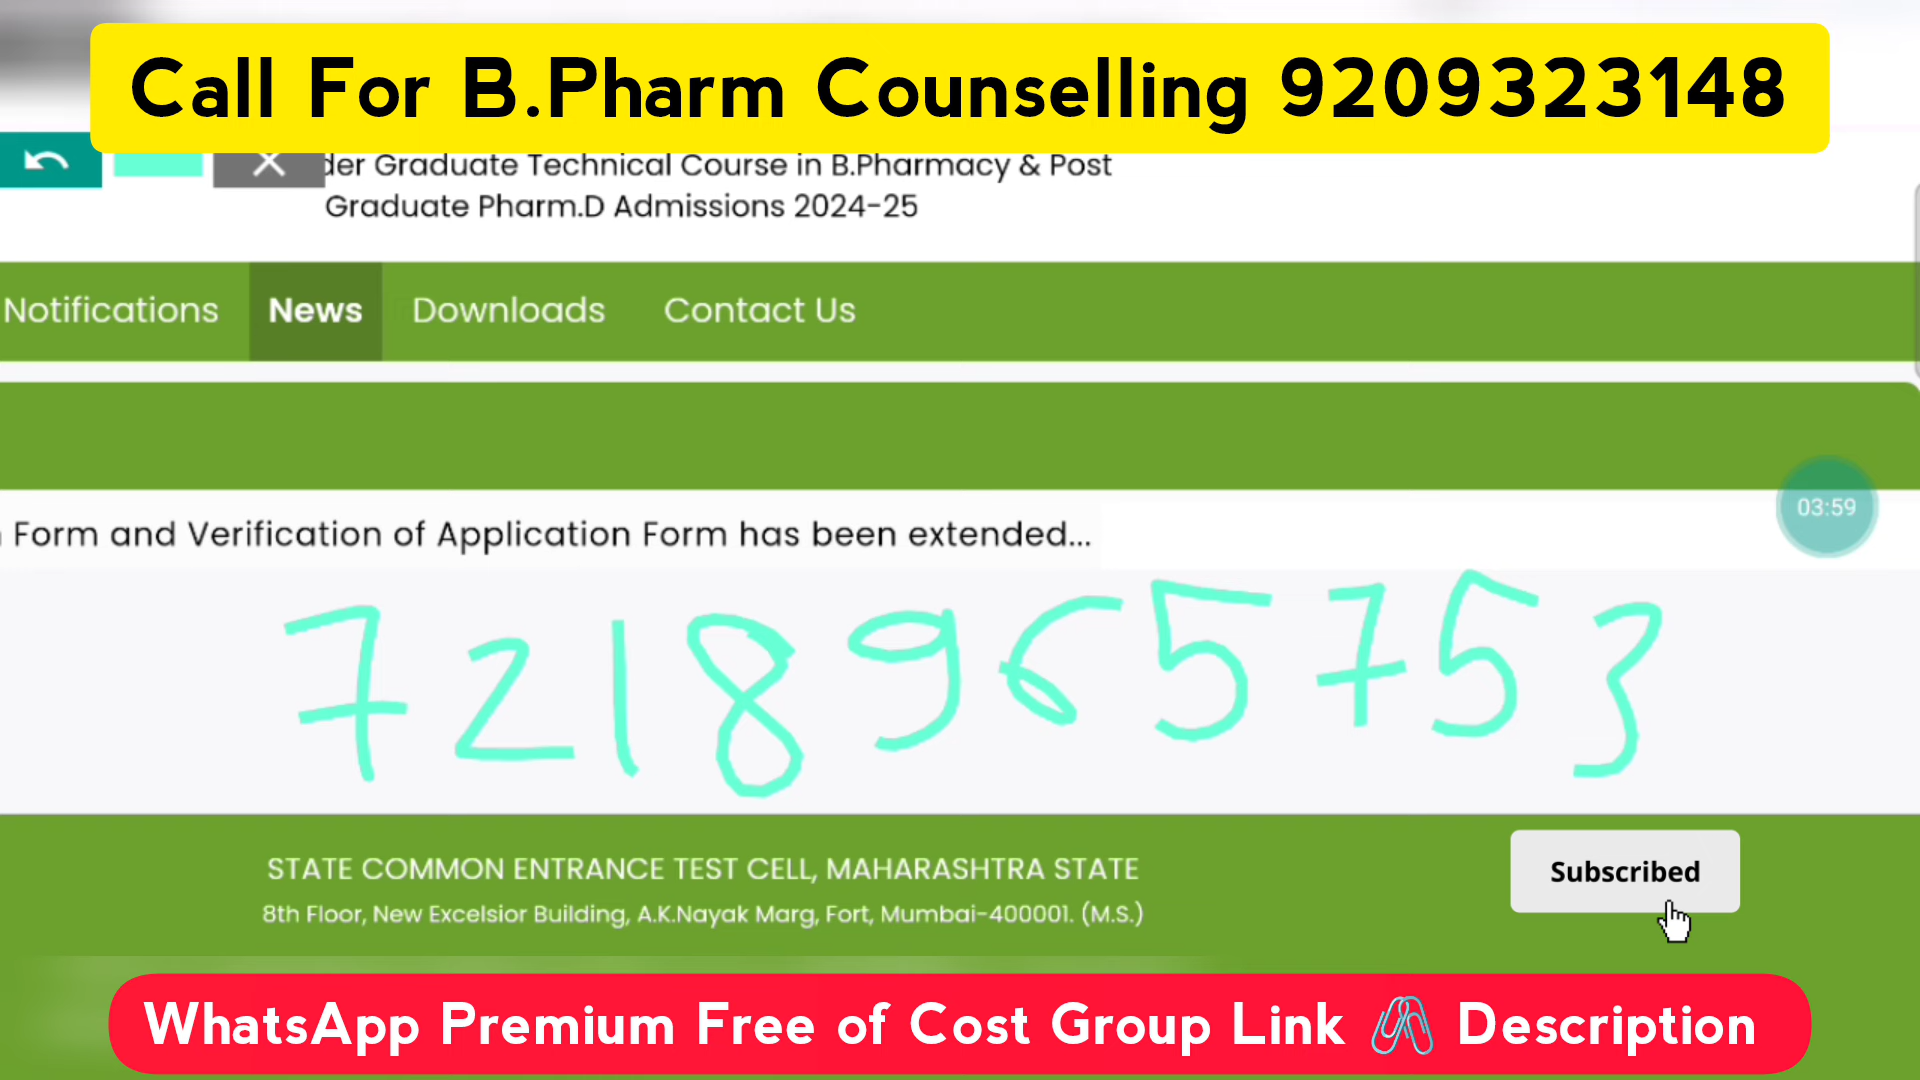 Call For B.Pharm Counselling 9209323148
der Graduate Technical Course in B.Pharmacy & Post
Graduate Pharm.D Admissions 2024-25
Notifications News Downloads Contact Us
Form and Verification of Application Form has been extended...
03:59
7218965753
STATE COMMON ENTRANCE TEST CELL, MAHARASHTRA STATE
Subscribed
8th Floor, New Excelsior Building, A.K.Nayak Marg, Fort, Mumbai-400001. (M.S.)
WhatsApp Premium Free of Cost Group Link Description